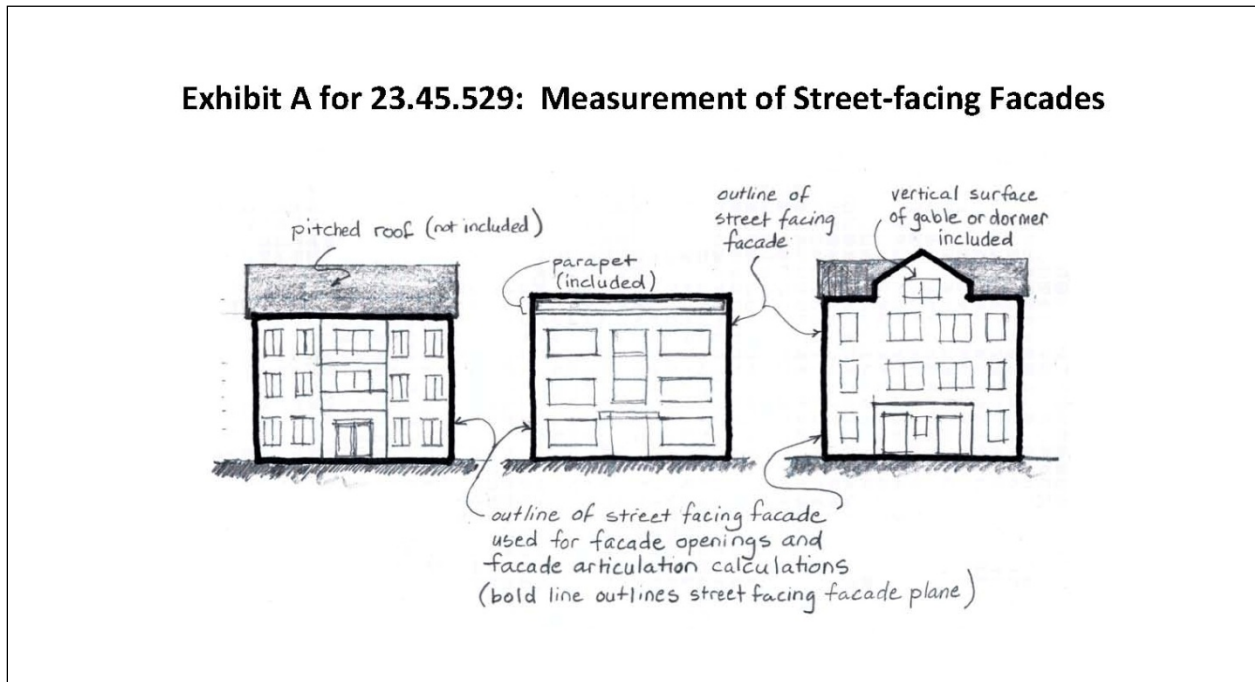 Exhibit A for 23.45.529: Measurement of Street-facing Facades
pitched roof (not included)
parapet
(included)
outline of
street facing
facade
vertical surface
of gable or dormer
included
outline of street facing facade
used for facade openings and
facade articulation calculations
(bold line outlines street facing facade plane)